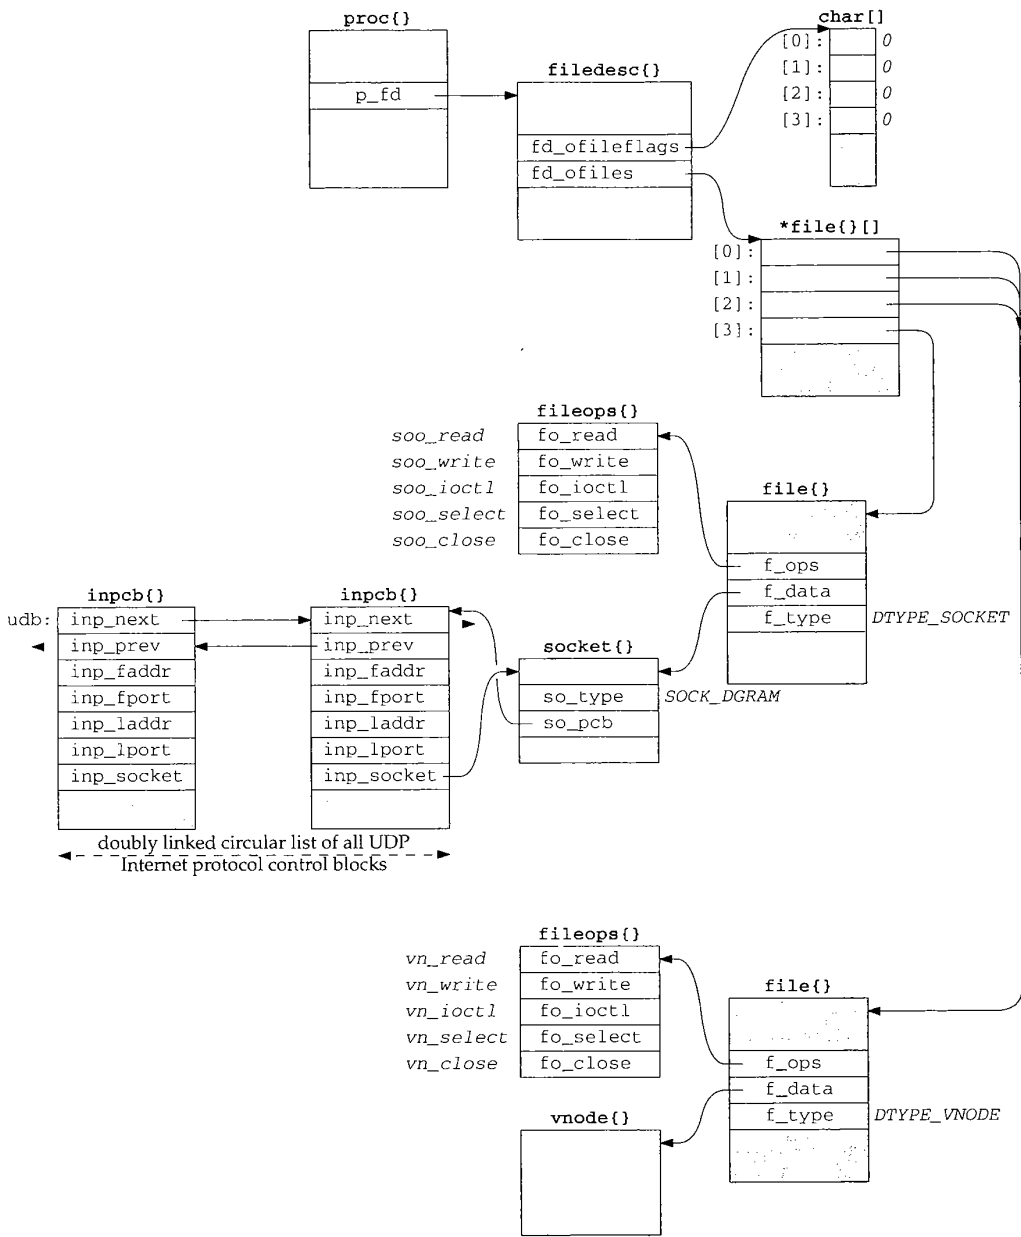 proc{}
p_fd
filedesc{}
fd_ofileflags
fd_ofiles
char[]
[0]: 0
[1]: 0
[2]: 0
[3]: 0
*file{}[]
[0]:
[1]:
[2]:
[3]:
fileops{}
soo_read fo_read
soo_write fo_write
soo_ioctl fo_ioctl
soo_select fo_select
soo_close fo_close
file{}
f_ops
f_data
f_type DTYPE_SOCKET
inpcb{}
udb: inp_next
inp_prev
inp_faddr
inp_fport
inp_laddr
inp_lport
inp_socket
inpcb{}
inp_next
inp_prev
inp_faddr
inp_fport
inp_laddr
inp_lport
inp_socket
socket{}
so_type SOCK_DGRAM
so_pcb
doubly linked circular list of all UDP
Internet protocol control blocks
fileops{}
vn_read fo_read
vn_write fo_write
vn_ioctl fo_ioctl
vn_select fo_select
vn_close fo_close
file{}
f_ops
f_data
f_type DTYPE_VNODE
vnode{}